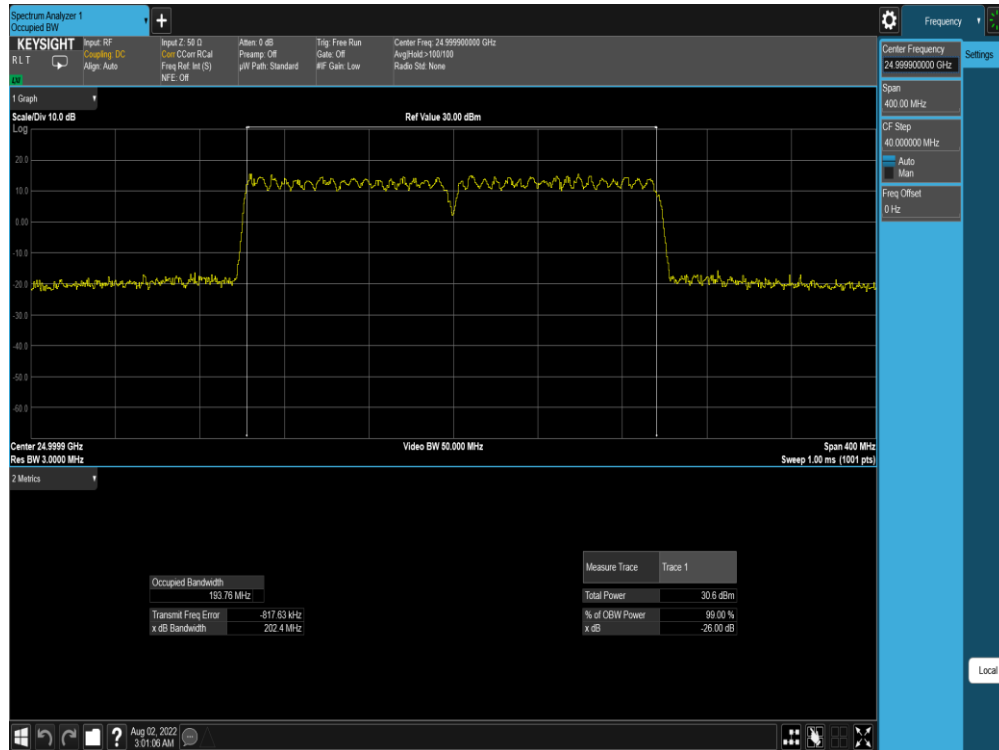 Spectrum Analyzer 1
Occupied BW
Frequency
KEYSIGHT
R L T
LXI
Input: RF
Coupling: DC
Align: Auto
Input Z: 50 Ω
Corr CCorr RCal
Freq Ref: Int (S)
NFE: Off
Atten: 0 dB
Preamp: Off
µW Path: Standard
Trig: Free Run
Gate: Off
#IF Gain: Low
Center Freq: 24.999900000 GHz
Avg|Hold:>100/100
Radio Std: None
Center Frequency
24.999900000 GHz
Settings
Span
400.00 MHz
CF Step
40.000000 MHz
Auto
Man
Freq Offset
0 Hz
1 Graph
Scale/Div 10.0 dB
Ref Value 30.00 dBm
Log
20.0
10.0
0.00
-10.0
-20.0
-30.0
-40.0
-50.0
-60.0
Center 24.9999 GHz
Video BW 50.000 MHz
Span 400 MHz
Res BW 3.0000 MHz
Sweep 1.00 ms (1001 pts)
2 Metrics
Occupied Bandwidth
193.76 MHz
Transmit Freq Error -817.63 kHz
x dB Bandwidth 202.4 MHz
Measure Trace Trace 1
Total Power 30.6 dBm
% of OBW Power 99.00 %
x dB -26.00 dB
Local
Aug 02, 2022
3:01:06 AM